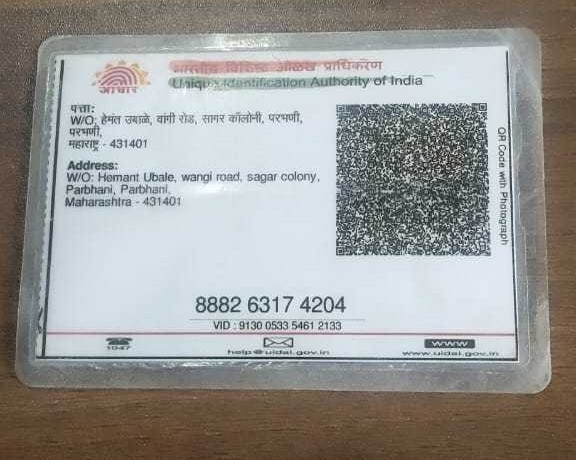 भारतीय विशिष्ट ओळख प्राधिकरण
Unique Identification Authority of India
आधार
पत्ता:
W/O: हेमंत उबाळे, वांगी रोड, सागर कॉलोनी, परभणी,
परभणी,
महाराष्ट्र - 431401
Address:
W/O: Hemant Ubale, wangi road, sagar colony,
Parbhani, Parbhani,
Maharashtra - 431401
QR Code with Photograph
8882 6317 4204
VID : 9130 0533 5461 2133
1947
help@uidai.gov.in
www
www.uidai.gov.in